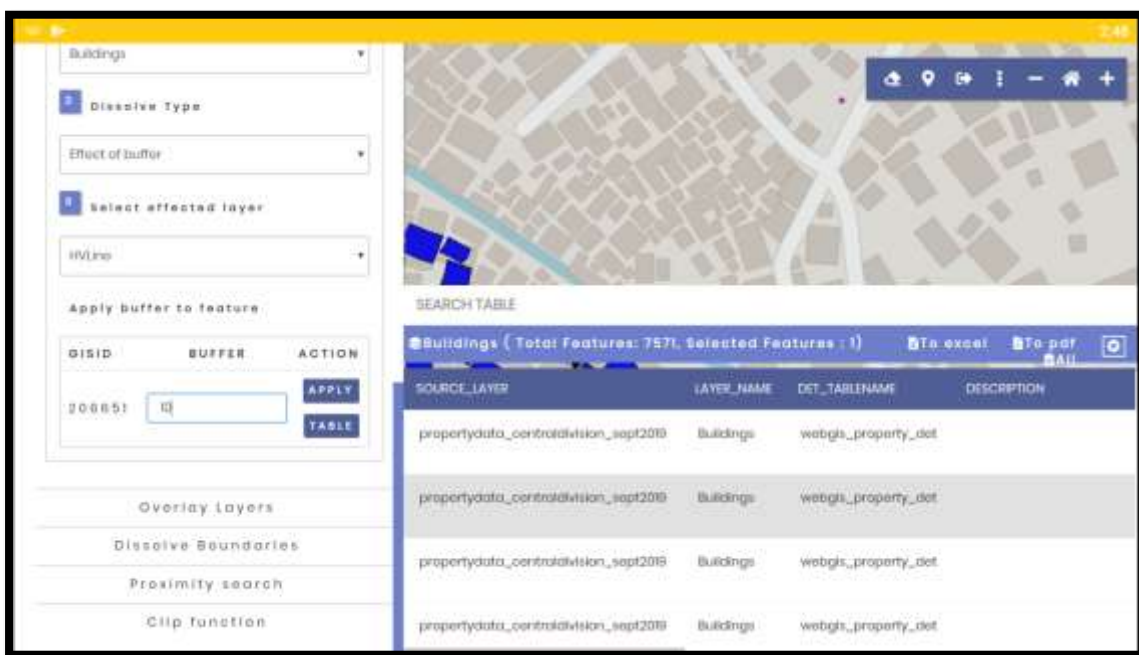 2:46
Buildings
Dissolve Type
Effect of buffer
Select affected layer
HVLine
Apply buffer to feature
GISID BUFFER ACTION
206651 10 APPLY
TABLE
Overlay Layers
Dissolve Boundaries
Proximity search
Clip function
SEARCH TABLE
Buildings ( Total Features: 7571, Selected Features : 1) To excel To pdf
All
SOURCE_LAYER LAYER_NAME DET_TABLENAME DESCRIPTION
propertydata_centraldivision_sept2019 Buildings webgis_property_det
propertydata_centraldivision_sept2019 Buildings webgis_property_det
propertydata_centraldivision_sept2019 Buildings webgis_property_det
propertydata_centraldivision_sept2019 Buildings webgis_property_det